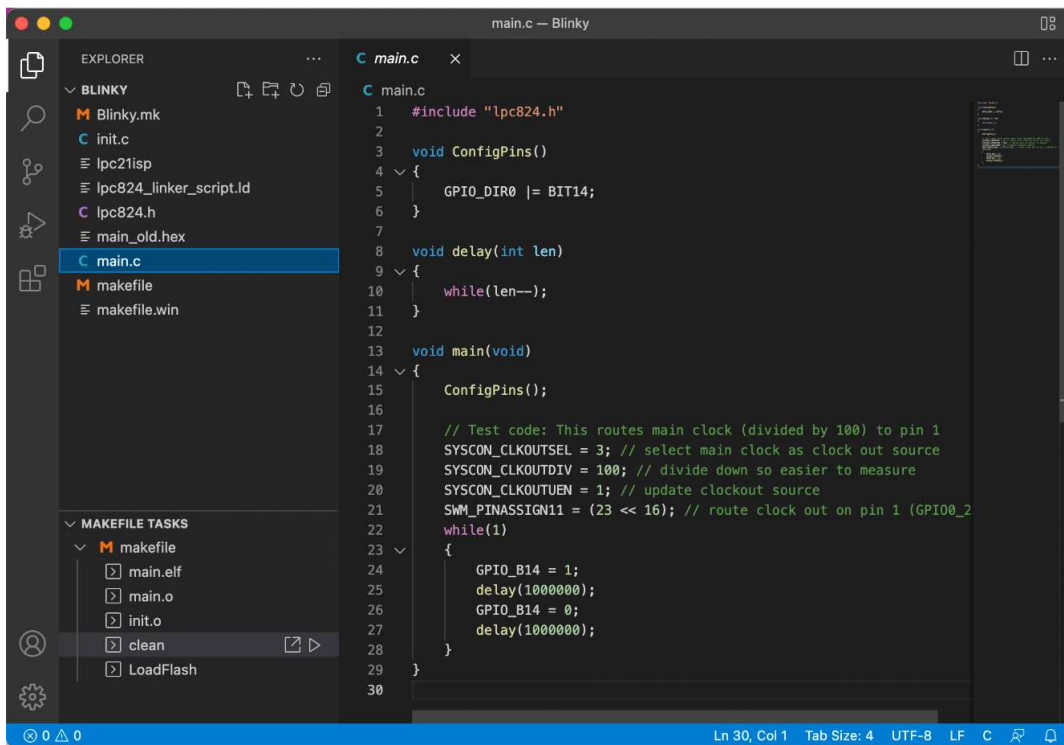 main.c — Blinky
EXPLORER
BLINKY
Blinky.mk
init.c
lpc21isp
lpc824_linker_script.ld
lpc824.h
main_old.hex
main.c
makefile
makefile.win
MAKEFILE TASKS
makefile
main.elf
main.o
init.o
clean
LoadFlash
C main.c
C main.c
1 #include "lpc824.h"
2
3 void ConfigPins()
4 {
5 GPIO_DIR0 |= BIT14;
6 }
7
8 void delay(int len)
9 {
10 while(len--);
11 }
12
13 void main(void)
14 {
15 ConfigPins();
16
17 // Test code: This routes main clock (divided by 100) to pin 1
18 SYSCON_CLKOUTSEL = 3; // select main clock as clock out source
19 SYSCON_CLKOUTDIV = 100; // divide down so easier to measure
20 SYSCON_CLKOUTUEN = 1; // update clockout source
21 SWM_PINASSIGN11 = (23 << 16); // route clock out on pin 1 (GPIO0_2
22 while(1)
23 {
24 GPIO_B14 = 1;
25 delay(1000000);
26 GPIO_B14 = 0;
27 delay(1000000);
28 }
29 }
30
0 0 Ln 30, Col 1 Tab Size: 4 UTF-8 LF C